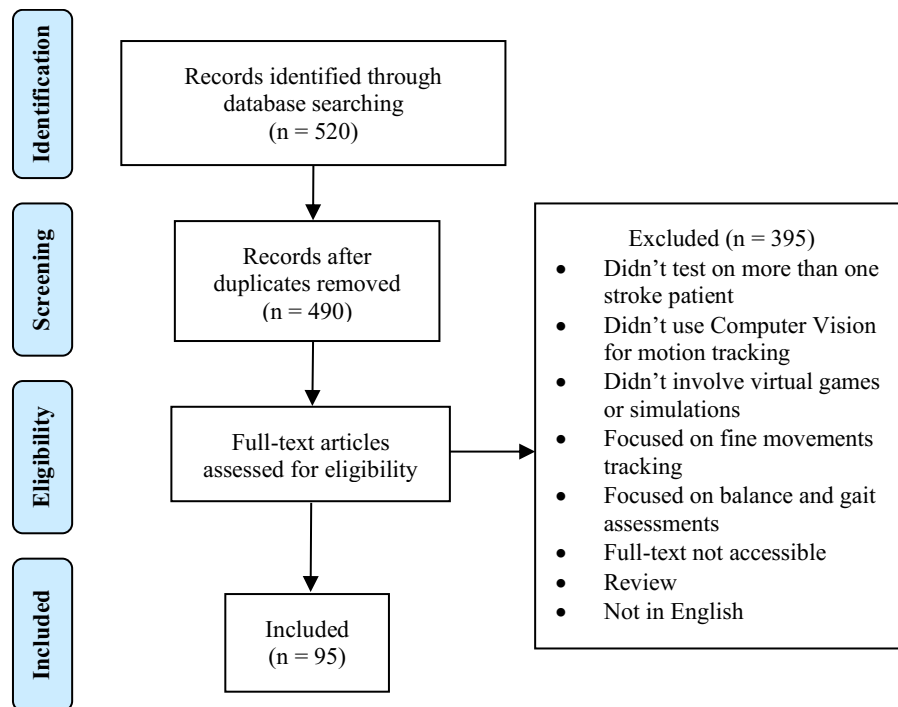 Identification
Records identified through
database searching
(n = 520)
Screening
Records after
duplicates removed
(n = 490)
Eligibility
Full-text articles
assessed for eligibility
Excluded (n = 395)
• Didn't test on more than one
stroke patient
• Didn't use Computer Vision
for motion tracking
• Didn't involve virtual games
or simulations
• Focused on fine movements
tracking
• Focused on balance and gait
assessments
• Full-text not accessible
• Review
• Not in English
Included
Included
(n = 95)